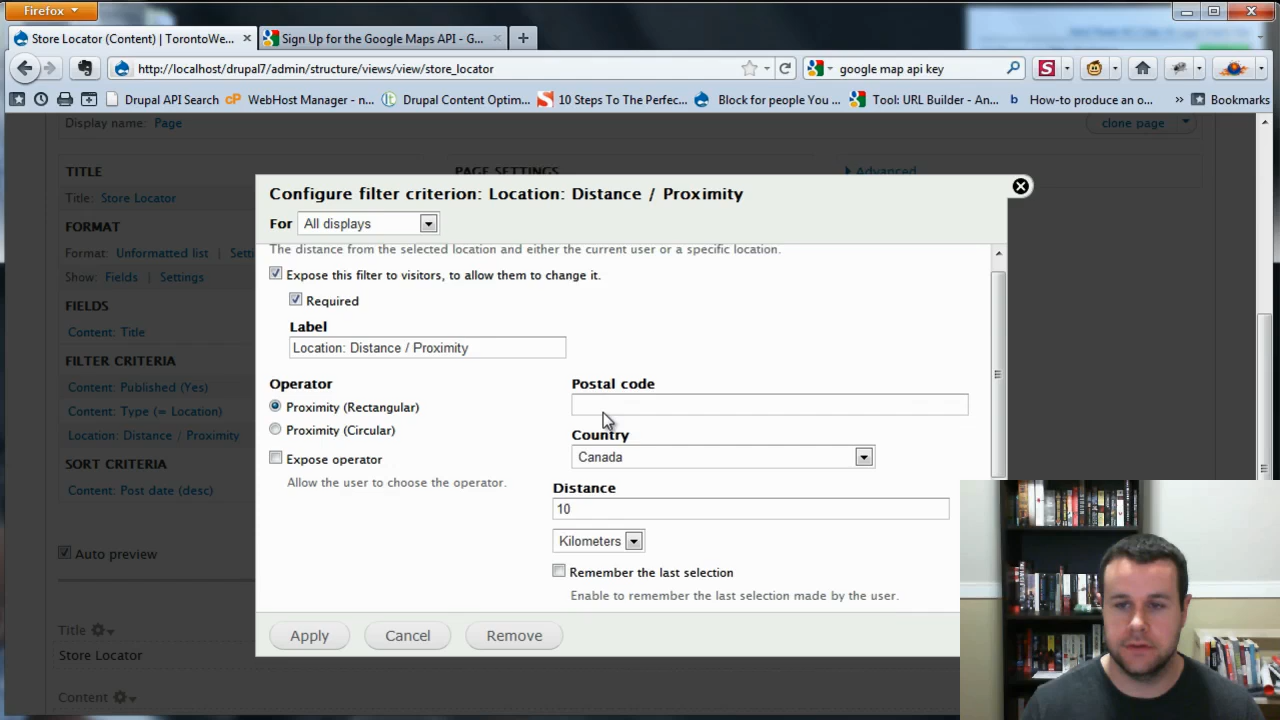 Firefox
Store Locator (Content) | TorontoWe...
Sign Up for the Google Maps API - G...
http://localhost/drupal7/admin/structure/views/view/store_locator
google map api key
Drupal API Search
cP WebHost Manager - n...
Drupal Content Optim...
10 Steps To The Perfec...
Block for people You ...
Tool: URL Builder - An...
b How-to produce an o...
Bookmarks
Display name: Page
clone page
TITLE
PAGE SETTINGS
Advanced
Title: Store Locator
FORMAT
Format: Unformatted list | Setti
Show: Fields | Settings
FIELDS
Content: Title
FILTER CRITERIA
Content: Published (Yes)
Content: Type (= Location)
Location: Distance / Proximity
SORT CRITERIA
Content: Post date (desc)
Auto preview
Title
Store Locator
Content
Configure filter criterion: Location: Distance / Proximity
For All displays
The distance from the selected location and either the current user or a specific location.
Expose this filter to visitors, to allow them to change it.
Required
Label
Location: Distance / Proximity
Operator
Proximity (Rectangular)
Proximity (Circular)
Expose operator
Allow the user to choose the operator.
Postal code
Country
Canada
Distance
10
Kilometers
Remember the last selection
Enable to remember the last selection made by the user.
Apply
Cancel
Remove